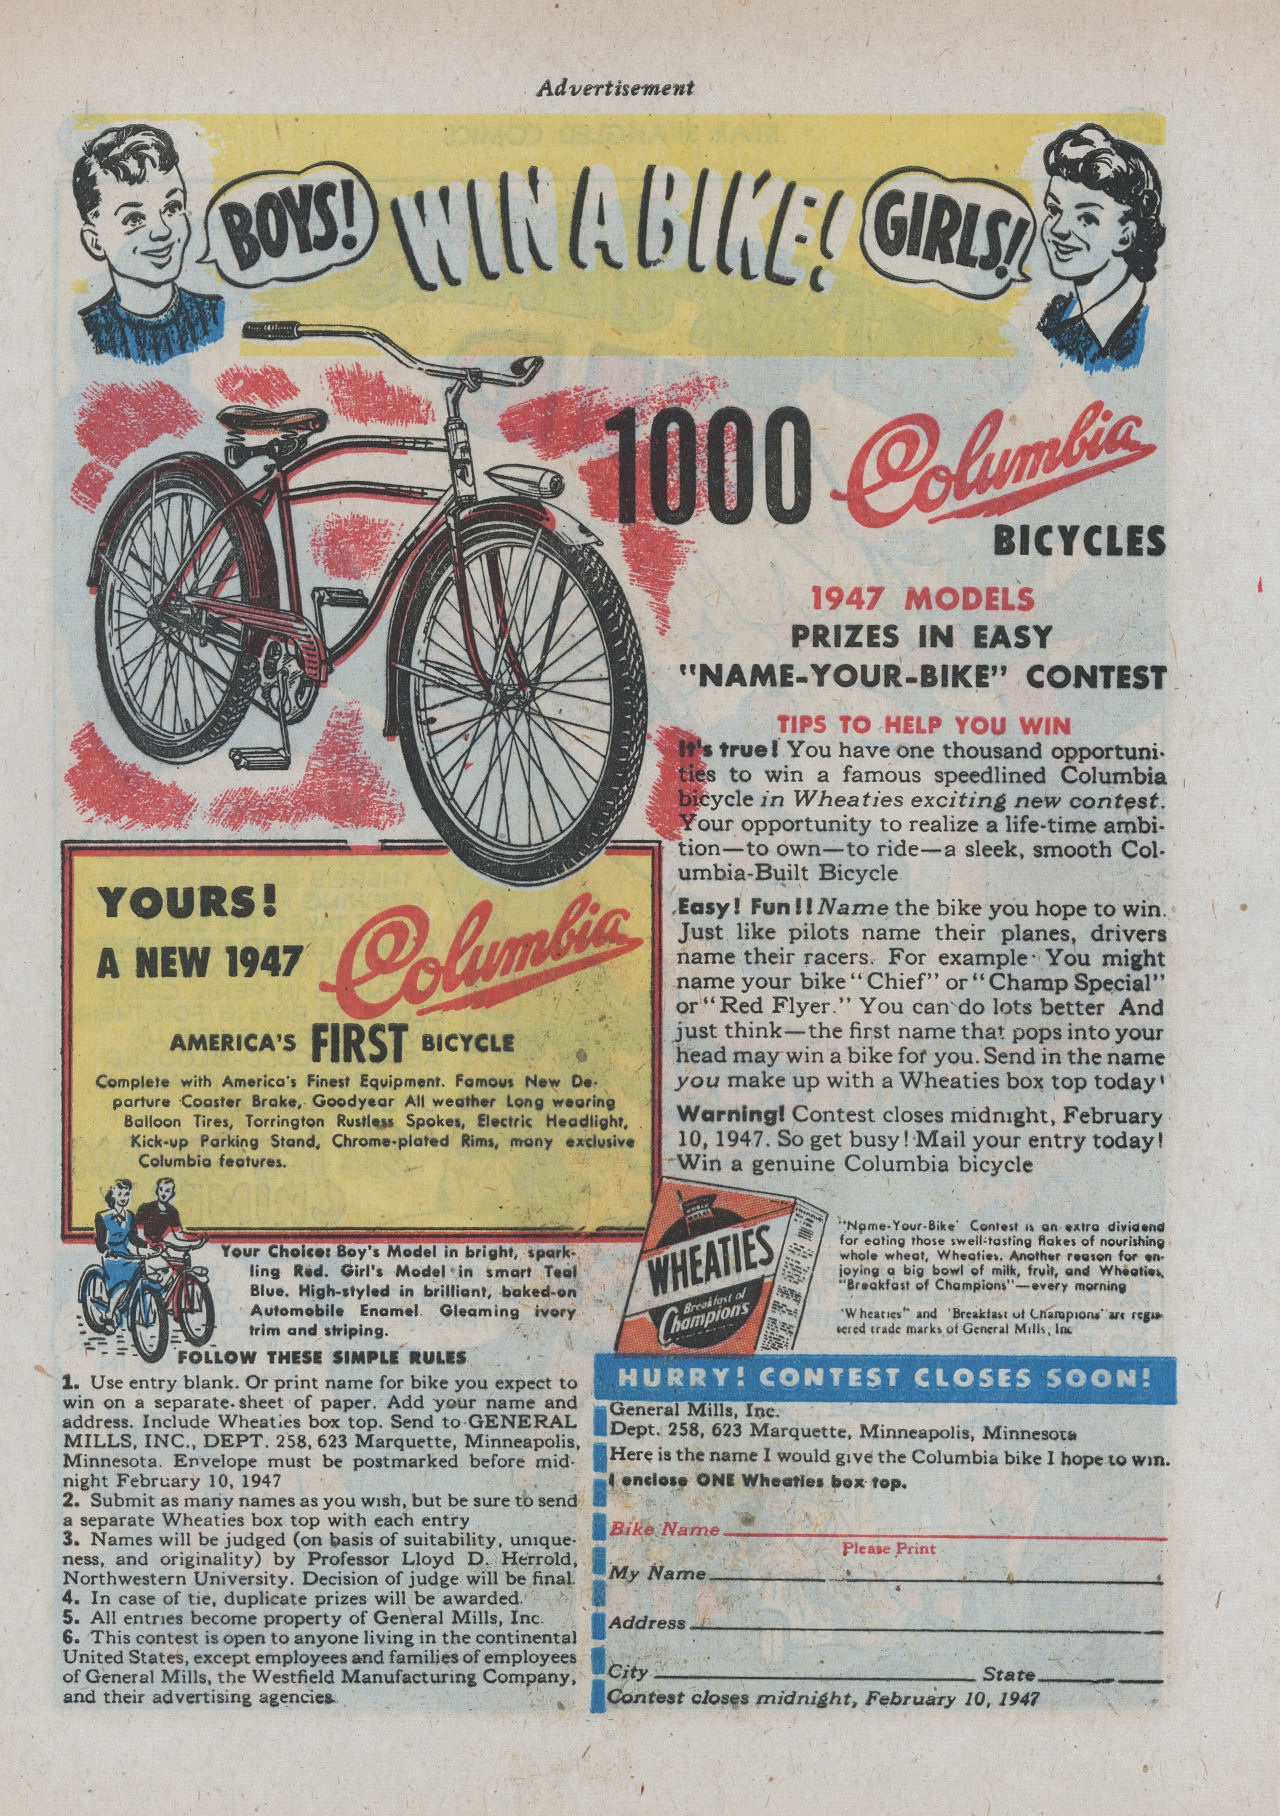 Advertisement
BOYS! WIN A BIKE! GIRLS!
1000 Columbia
BICYCLES
1947 MODELS
PRIZES IN EASY
"NAME-YOUR-BIKE" CONTEST
TIPS TO HELP YOU WIN
It's true! You have one thousand opportuni-
ties to win a famous speedlined Columbia
bicycle in Wheaties exciting new contest.
Your opportunity to realize a life-time ambi-
tion—to own—to ride—a sleek, smooth Col-
umbia-Built Bicycle
Easy! Fun!! Name the bike you hope to win.
Just like pilots name their planes, drivers
name their racers. For example: You might
name your bike "Chief" or "Champ Special"
or "Red Flyer." You can do lots better And
just think—the first name that pops into your
head may win a bike for you. Send in the name
you make up with a Wheaties box top today!
Warning! Contest closes midnight, February
10, 1947. So get busy! Mail your entry today!
Win a genuine Columbia bicycle
YOURS!
A NEW 1947 Columbia
AMERICA'S FIRST BICYCLE
Complete with America's Finest Equipment. Famous New De-
parture Coaster Brake, Goodyear All weather Long wearing
Balloon Tires, Torrington Rustless Spokes, Electric Headlight,
Kick-up Parking Stand, Chrome-plated Rims, many exclusive
Columbia features.
Your Choice: Boy's Model in bright, spark-
ling Red. Girl's Model in smart Teal
Blue. High-styled in brilliant, baked-on
Automobile Enamel Gleaming ivory
trim and striping.
WHEATIES
Breakfast of
Champions
"Name-Your-Bike" Contest is an extra dividend
for eating those swell-tasting flakes of nourishing
whole wheat, Wheaties. Another reason for en-
joying a big bowl of milk, fruit, and Wheaties,
"Breakfast of Champions"—every morning
"Wheaties" and "Breakfast of Champions" are regis-
tered trade marks of General Mills, Inc
FOLLOW THESE SIMPLE RULES
1. Use entry blank. Or print name for bike you expect to
win on a separate sheet of paper. Add your name and
address. Include Wheaties box top. Send to GENERAL
MILLS, INC., DEPT. 258, 623 Marquette, Minneapolis,
Minnesota. Envelope must be postmarked before mid-
night February 10, 1947
2. Submit as many names as you wish, but be sure to send
a separate Wheaties box top with each entry
3. Names will be judged (on basis of suitability, unique-
ness, and originality) by Professor Lloyd D. Herrold,
Northwestern University. Decision of judge will be final.
4. In case of tie, duplicate prizes will be awarded.
5. All entries become property of General Mills, Inc.
6. This contest is open to anyone living in the continental
United States, except employees and families of employees
of General Mills, the Westfield Manufacturing Company,
and their advertising agencies.
HURRY! CONTEST CLOSES SOON!
General Mills, Inc.
Dept. 258, 623 Marquette, Minneapolis, Minnesota
Here is the name I would give the Columbia bike I hope to win.
I enclose ONE Wheaties box top.
Bike Name
Please Print
My Name
Address
City State
Contest closes midnight, February 10, 1947